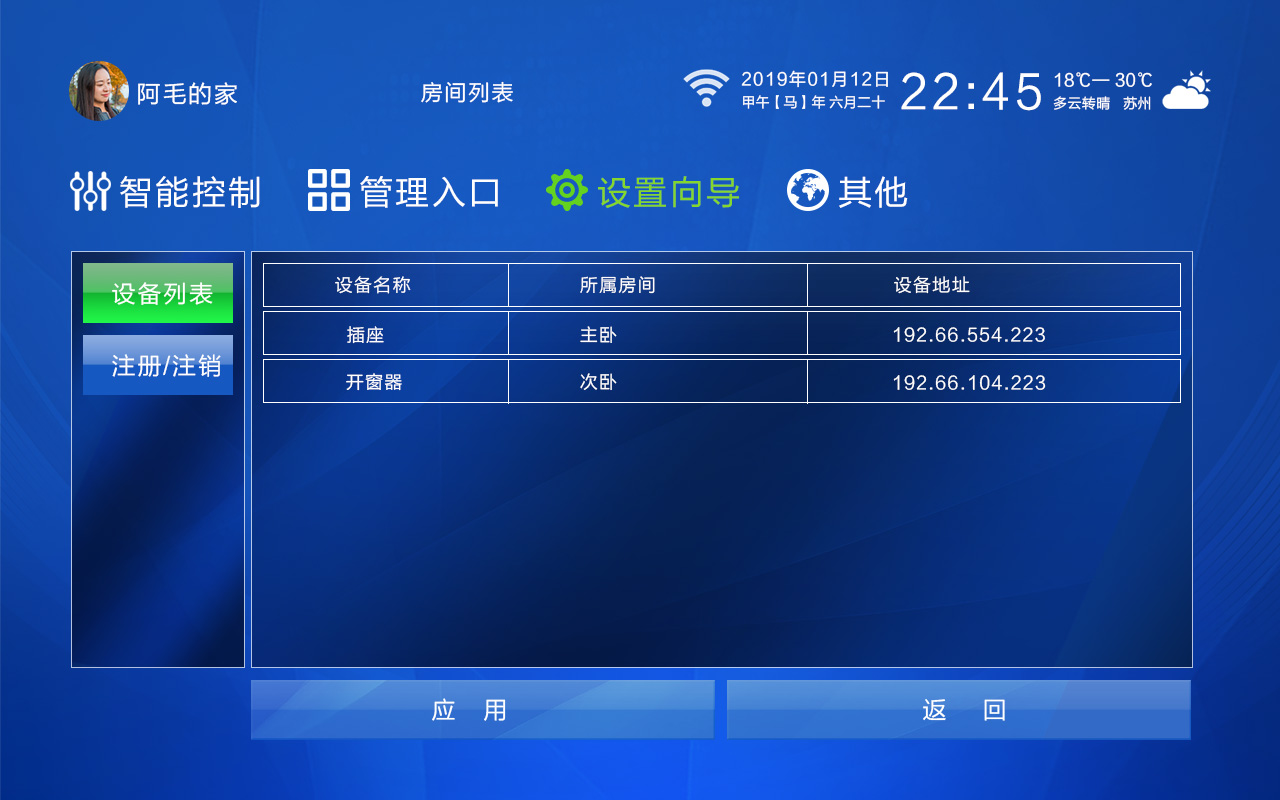 阿毛的家
房间列表
2019年01月12日
甲午【马】年 六月二十
22:45
18℃— 30℃
多云转晴 苏州
智能控制
管理入口
设置向导
其他
设备列表
注册/注销
设备名称 所属房间 设备地址
插座 主卧 192.66.554.223
开窗器 次卧 192.66.104.223
应 用
返 回